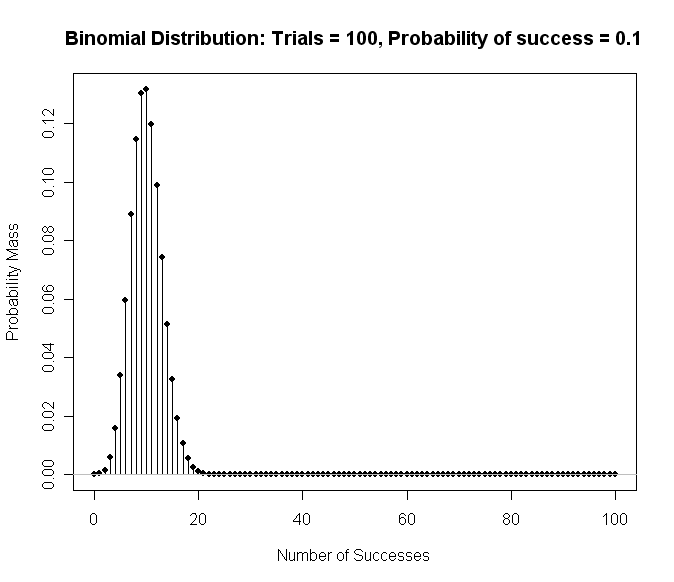 Binomial Distribution: Trials = 100, Probability of success = 0.1
Probability Mass
0.12
0.10
0.08
0.06
0.04
0.02
0.00
0 20 40 60 80 100
Number of Successes